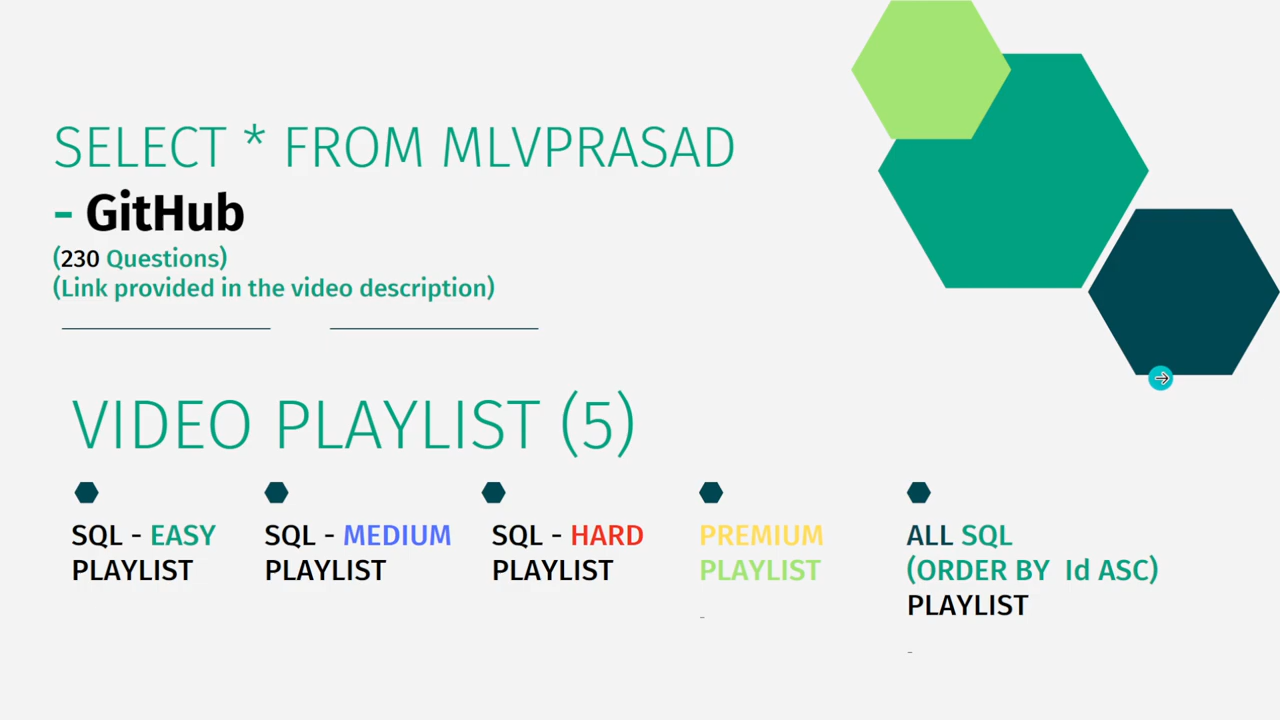 SELECT * FROM MLVPRASAD
- GitHub
(230 Questions)
(Link provided in the video description)
VIDEO PLAYLIST (5)
SQL - EASY
PLAYLIST
SQL - MEDIUM
PLAYLIST
SQL - HARD
PLAYLIST
PREMIUM
PLAYLIST
-
ALL SQL
(ORDER BY Id ASC)
PLAYLIST
-